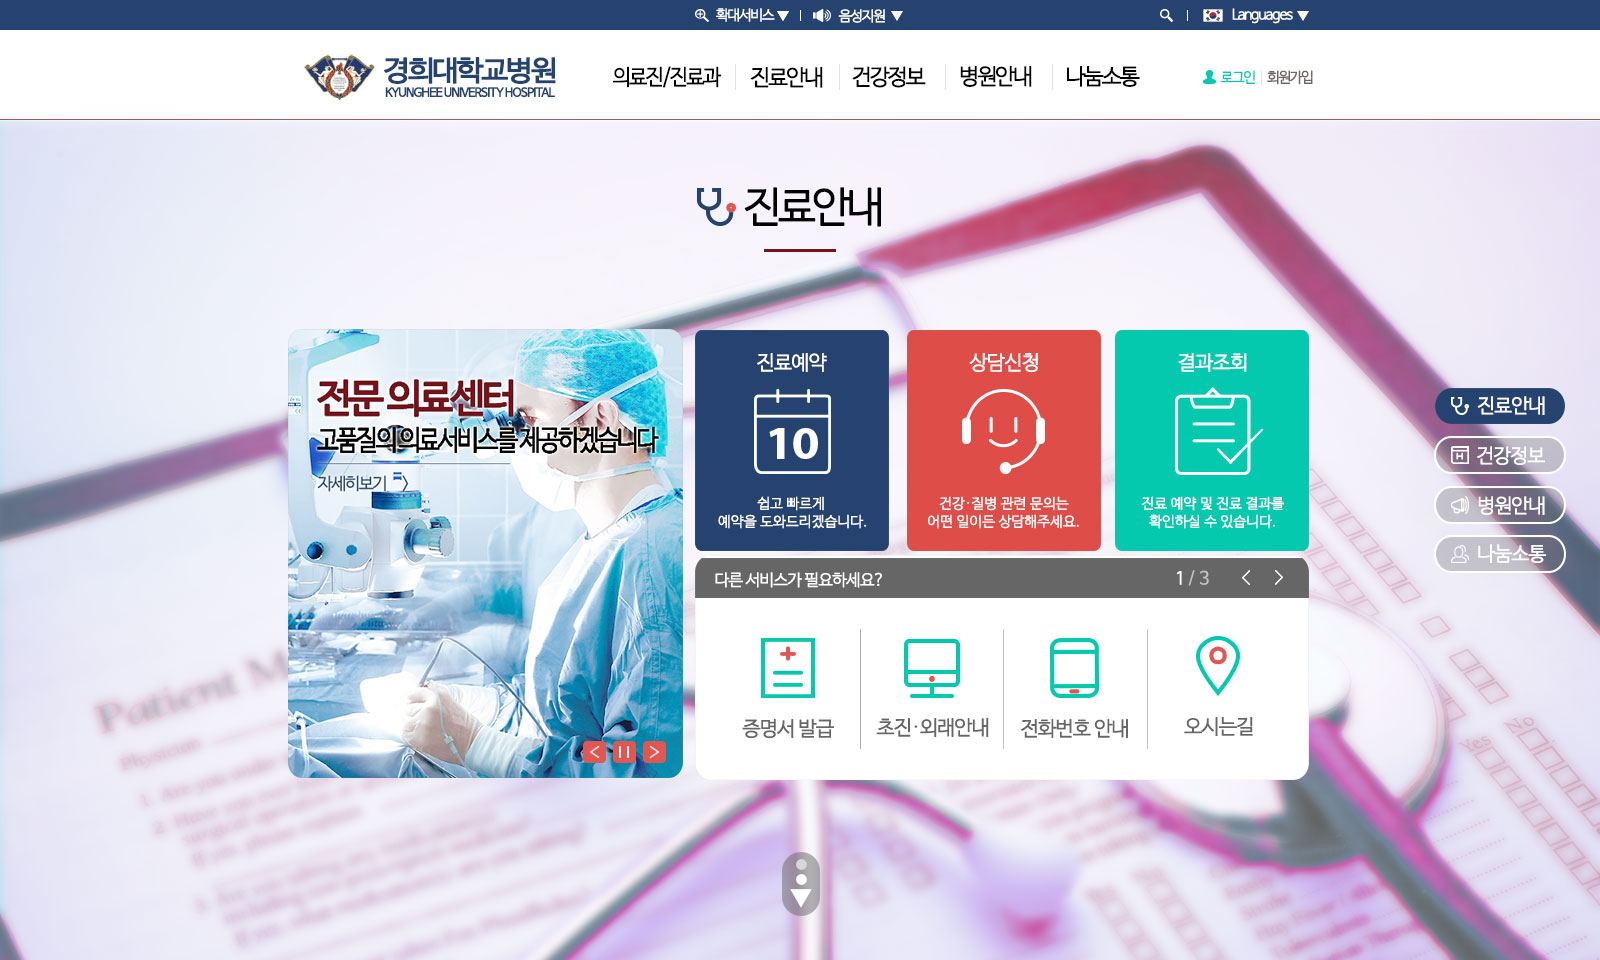 확대서비스
음성지원
Languages
경희대학교병원
KYUNGHEE UNIVERSITY HOSPITAL
의료진/진료과
진료안내
건강정보
병원안내
나눔소통
로그인
회원가입
진료안내
전문 의료센터
고품질의 의료서비스를 제공하겠습니다
자세히보기
진료예약
10
쉽고 빠르게
예약을 도와드리겠습니다.
상담신청
건강·질병 관련 문의는
어떤 일이든 상담해주세요.
결과조회
진료 예약 및 진료 결과를
확인하실 수 있습니다.
진료안내
건강정보
병원안내
나눔소통
다른 서비스가 필요하세요?
1 / 3
증명서 발급
초진·외래안내
전화번호 안내
오시는길
Patient M
Physician
No
Yes